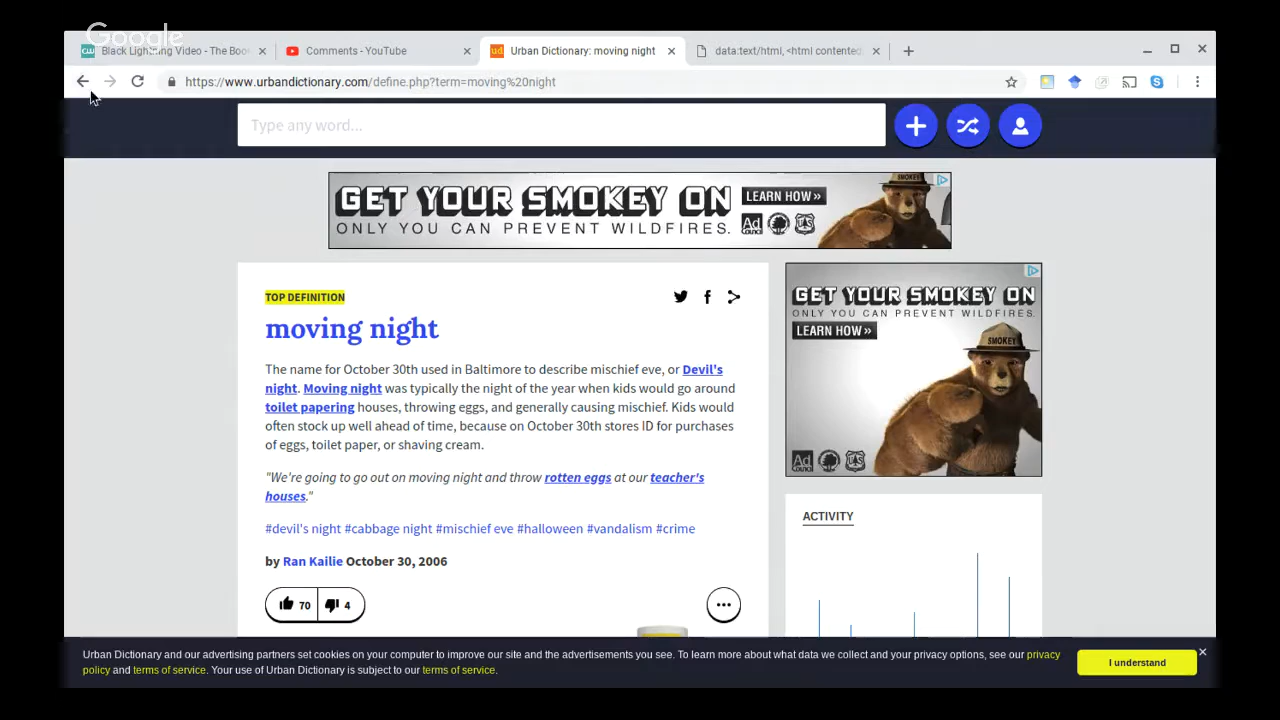 Google
Black Lightning Video - The Boo
Comments - YouTube
ud Urban Dictionary: moving night
data:text/html, <html contented
https://www.urbandictionary.com/define.php?term=moving%20night
Type any word...
GET YOUR SMOKEY ON
ONLY YOU CAN PREVENT WILDFIRES.
LEARN HOW »
SMOKEY
Ad
COUNCIL
TOP DEFINITION
moving night
The name for October 30th used in Baltimore to describe mischief eve, or Devil's
night. Moving night was typically the night of the year when kids would go around
toilet papering houses, throwing eggs, and generally causing mischief. Kids would
often stock up well ahead of time, because on October 30th stores ID for purchases
of eggs, toilet paper, or shaving cream.
"We're going to go out on moving night and throw rotten eggs at our teacher's
houses."
#devil's night #cabbage night #mischief eve #halloween #vandalism #crime
by Ran Kailie October 30, 2006
70 4
GET YOUR SMOKEY ON
ONLY YOU CAN PREVENT WILDFIRES.
LEARN HOW »
SMOKEY
Ad
COUNCIL
ACTIVITY
Urban Dictionary and our advertising partners set cookies on your computer to improve our site and the advertisements you see. To learn more about what data we collect and your privacy options, see our privacy
policy and terms of service. Your use of Urban Dictionary is subject to our terms of service.
I understand